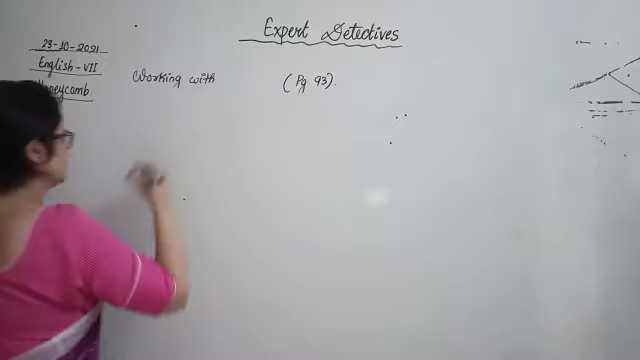 Expert Detectives
23-10-2021
English - VII
Honeycomb.
Working with (Pg 93).